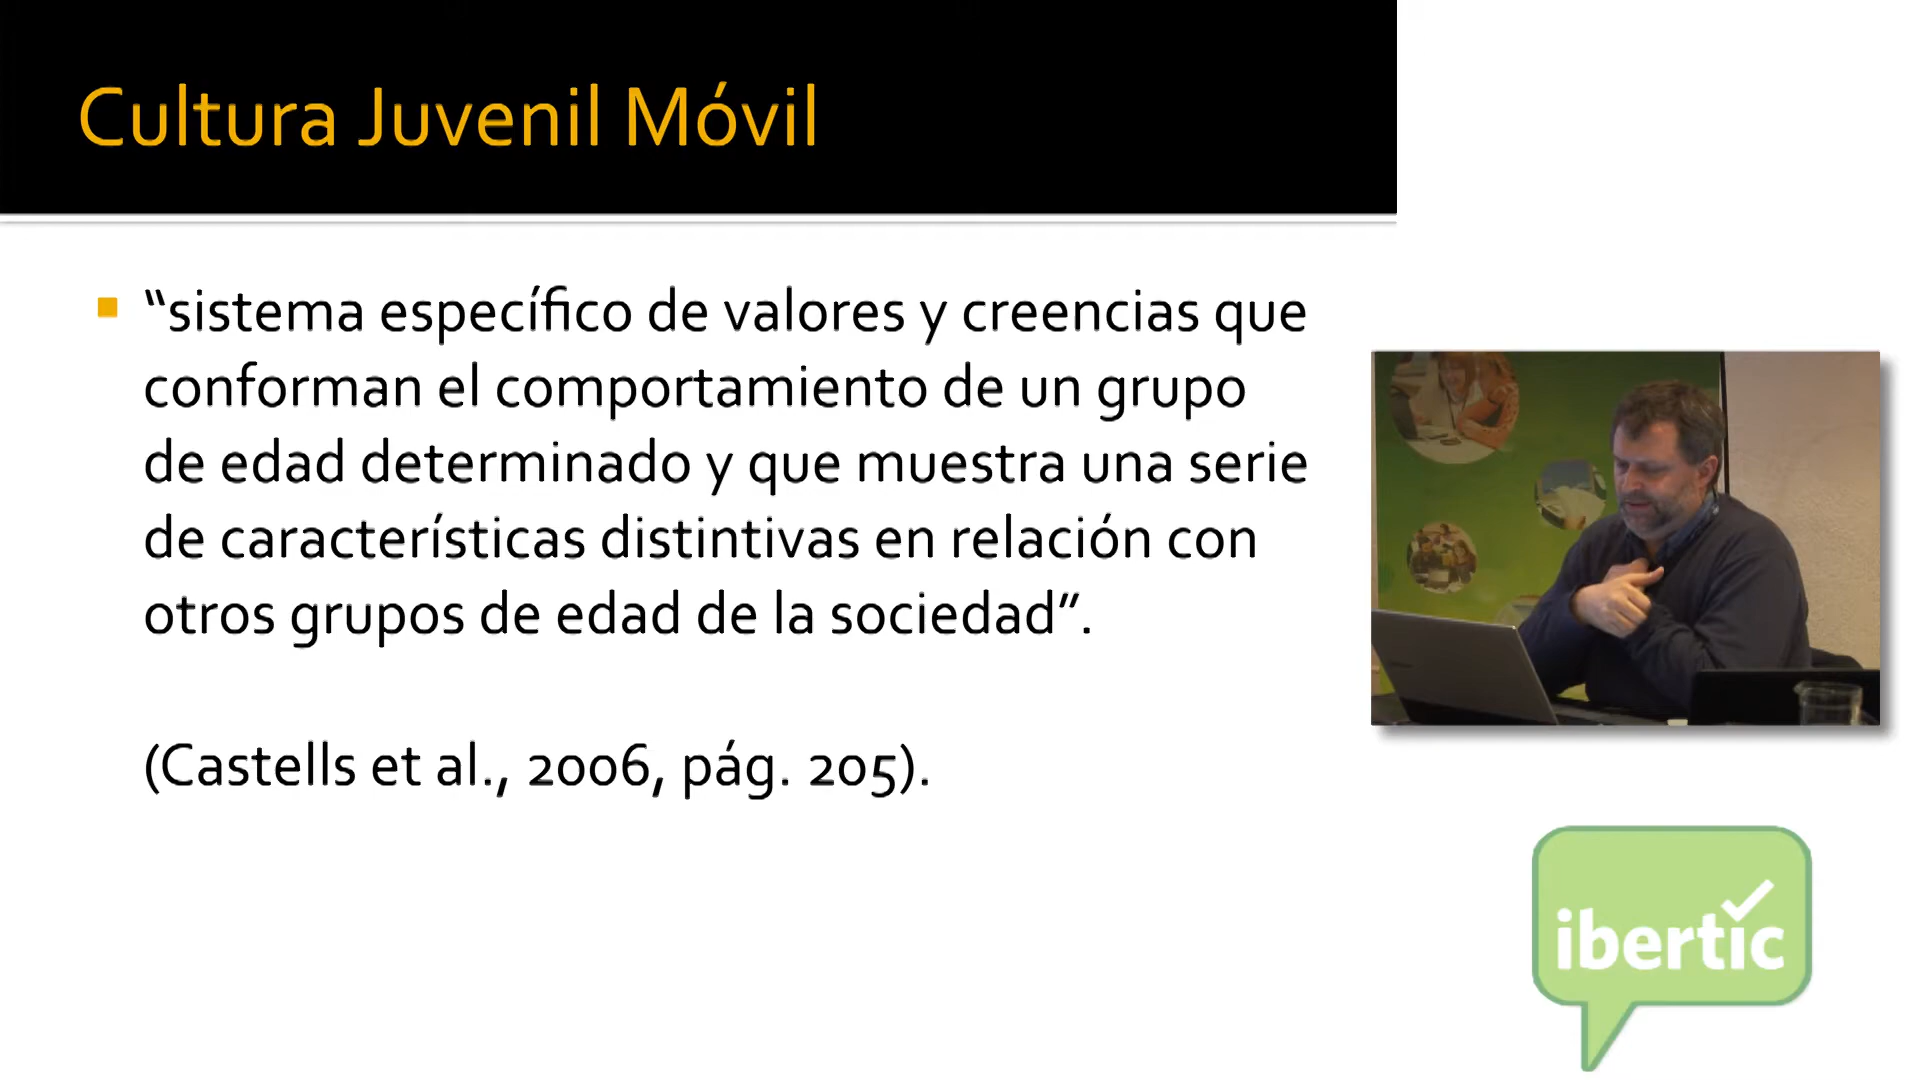 Cultura Juvenil Móvil
“sistema específico de valores y creencias que
conforman el comportamiento de un grupo
de edad determinado y que muestra una serie
de características distintivas en relación con
otros grupos de edad de la sociedad”.
(Castells et al., 2006, pág. 205).
ibertic